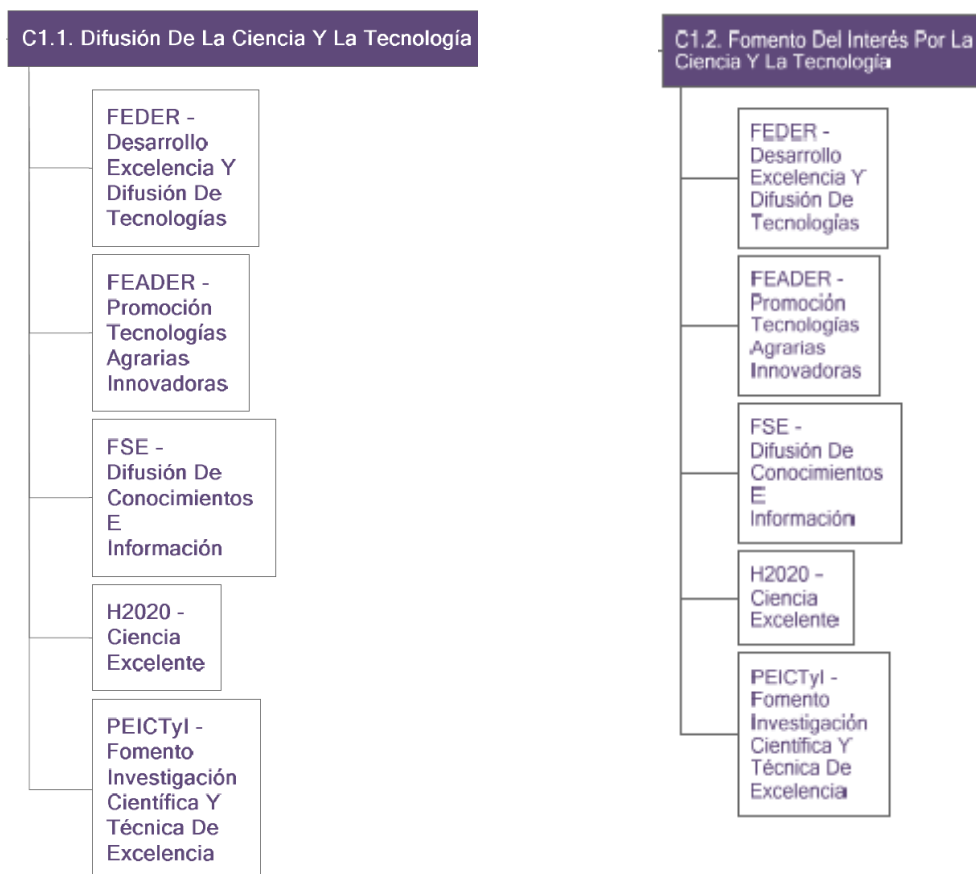 C1.1. Difusión De La Ciencia Y La Tecnología
FEDER -
Desarrollo
Excelencia Y
Difusión De
Tecnologías
FEADER -
Promoción
Tecnologías
Agrarias
Innovadoras
FSE -
Difusión De
Conocimientos
E
Información
H2020 -
Ciencia
Excelente
PEICTyI -
Fomento
Investigación
Científica Y
Técnica De
Excelencia
C1.2. Fomento Del Interés Por La
Ciencia Y La Tecnología
FEDER -
Desarrollo
Excelencia Y
Difusión De
Tecnologías
FEADER -
Promoción
Tecnologías
Agrarias
Innovadoras
FSE -
Difusión De
Conocimientos
E
Información
H2020 -
Ciencia
Excelente
PEICTyI -
Fomento
Investigación
Científica Y
Técnica De
Excelencia